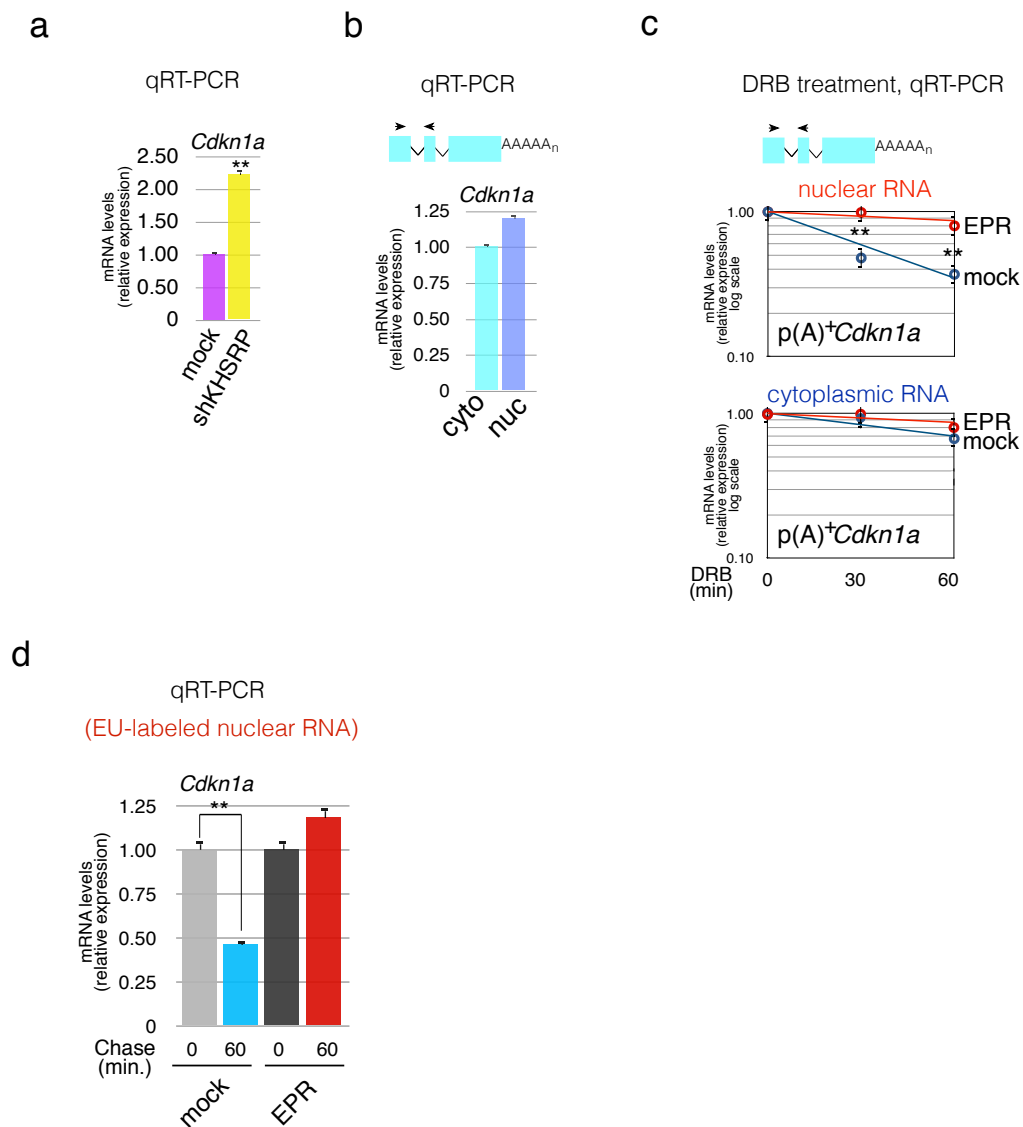 a
qRT-PCR
Cdkn1a
**
2.50
2.00
1.50
1.00
0.50
0
mRNA levels
(relative expression)
mock
shKHSRP
b
qRT-PCR
AAAAAn
Cdkn1a
1.25
1.00
0.75
0.50
0.25
0
mRNA levels
(relative expression)
cyto
nuc
c
DRB treatment, qRT-PCR
AAAAAn
nuclear RNA
1.00
0.10
mRNA levels
(relative expression)
log scale
**
**
EPR
mock
p(A)+Cdkn1a
cytoplasmic RNA
1.00
0.10
mRNA levels
(relative expression)
log scale
EPR
mock
p(A)+Cdkn1a
DRB
(min)
0 30 60
d
qRT-PCR
(EU-labeled nuclear RNA)
Cdkn1a
**
1.25
1.00
0.75
0.50
0.25
0
mRNA levels
(relative expression)
Chase
(min.)
0 60 0 60
mock
EPR